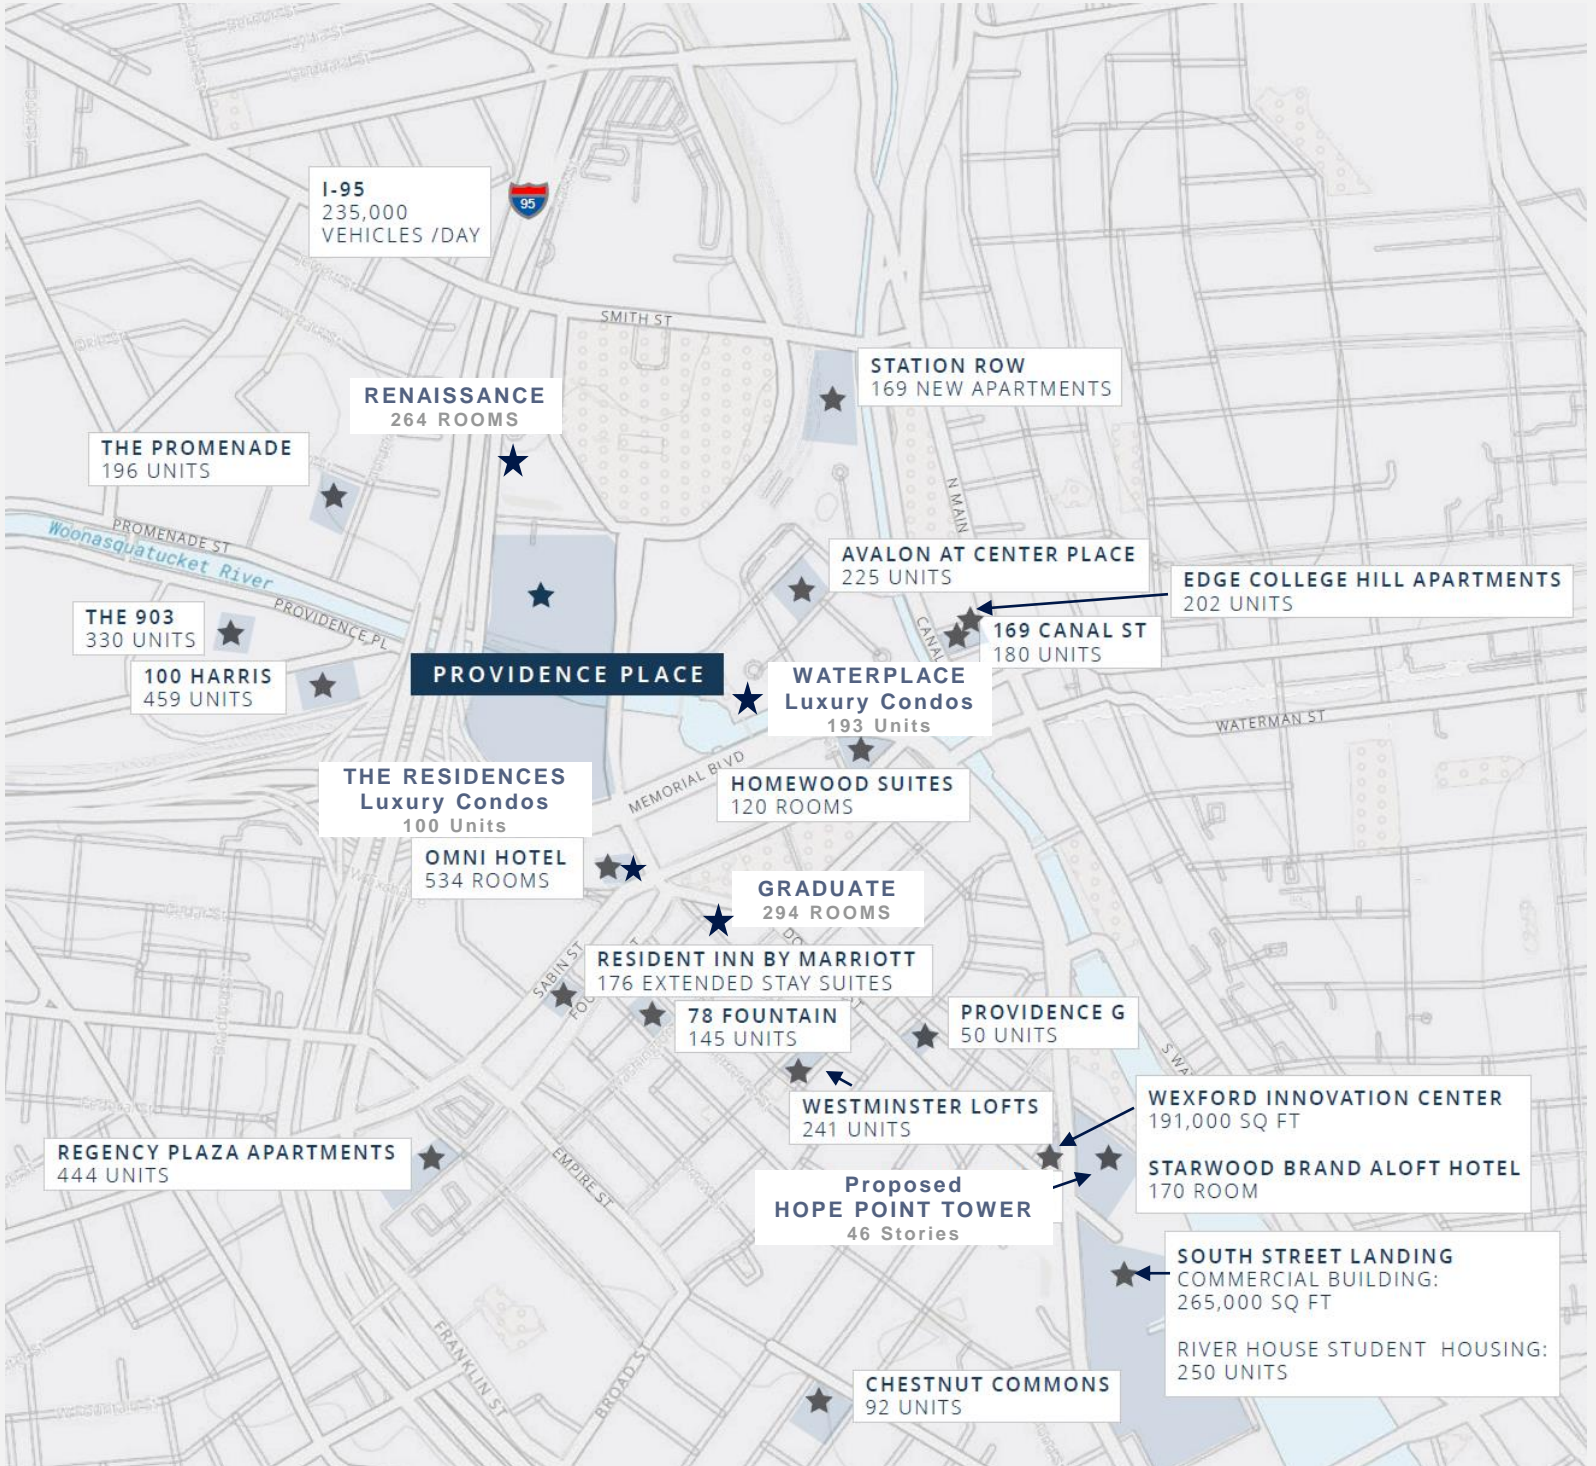 I-95
235,000
VEHICLES /DAY
95
SMITH ST
STATION ROW
169 NEW APARTMENTS
RENAISSANCE
264 ROOMS
THE PROMENADE
196 UNITS
N MAIN
PROMENADE ST
Woonasquatucket River
AVALON AT CENTER PLACE
225 UNITS
EDGE COLLEGE HILL APARTMENTS
202 UNITS
THE 903
330 UNITS
PROVIDENCE PL
CANAL
169 CANAL ST
180 UNITS
100 HARRIS
459 UNITS
PROVIDENCE PLACE
WATERPLACE
Luxury Condos
193 Units
WATERMAN ST
MEMORIAL BLVD
THE RESIDENCES
Luxury Condos
100 Units
HOMEWOOD SUITES
120 ROOMS
OMNI HOTEL
534 ROOMS
GRADUATE
294 ROOMS
SABIN ST
RESIDENT INN BY MARRIOTT
176 EXTENDED STAY SUITES
78 FOUNTAIN
145 UNITS
PROVIDENCE G
50 UNITS
WESTMINSTER LOFTS
241 UNITS
WEXFORD INNOVATION CENTER
191,000 SQ FT
STARWOOD BRAND ALOFT HOTEL
170 ROOM
REGENCY PLAZA APARTMENTS
444 UNITS
EMPIRE ST
Proposed
HOPE POINT TOWER
46 Stories
SOUTH STREET LANDING
COMMERCIAL BUILDING:
265,000 SQ FT
RIVER HOUSE STUDENT HOUSING:
250 UNITS
FRANKLIN ST
BROAD ST
CHESTNUT COMMONS
92 UNITS